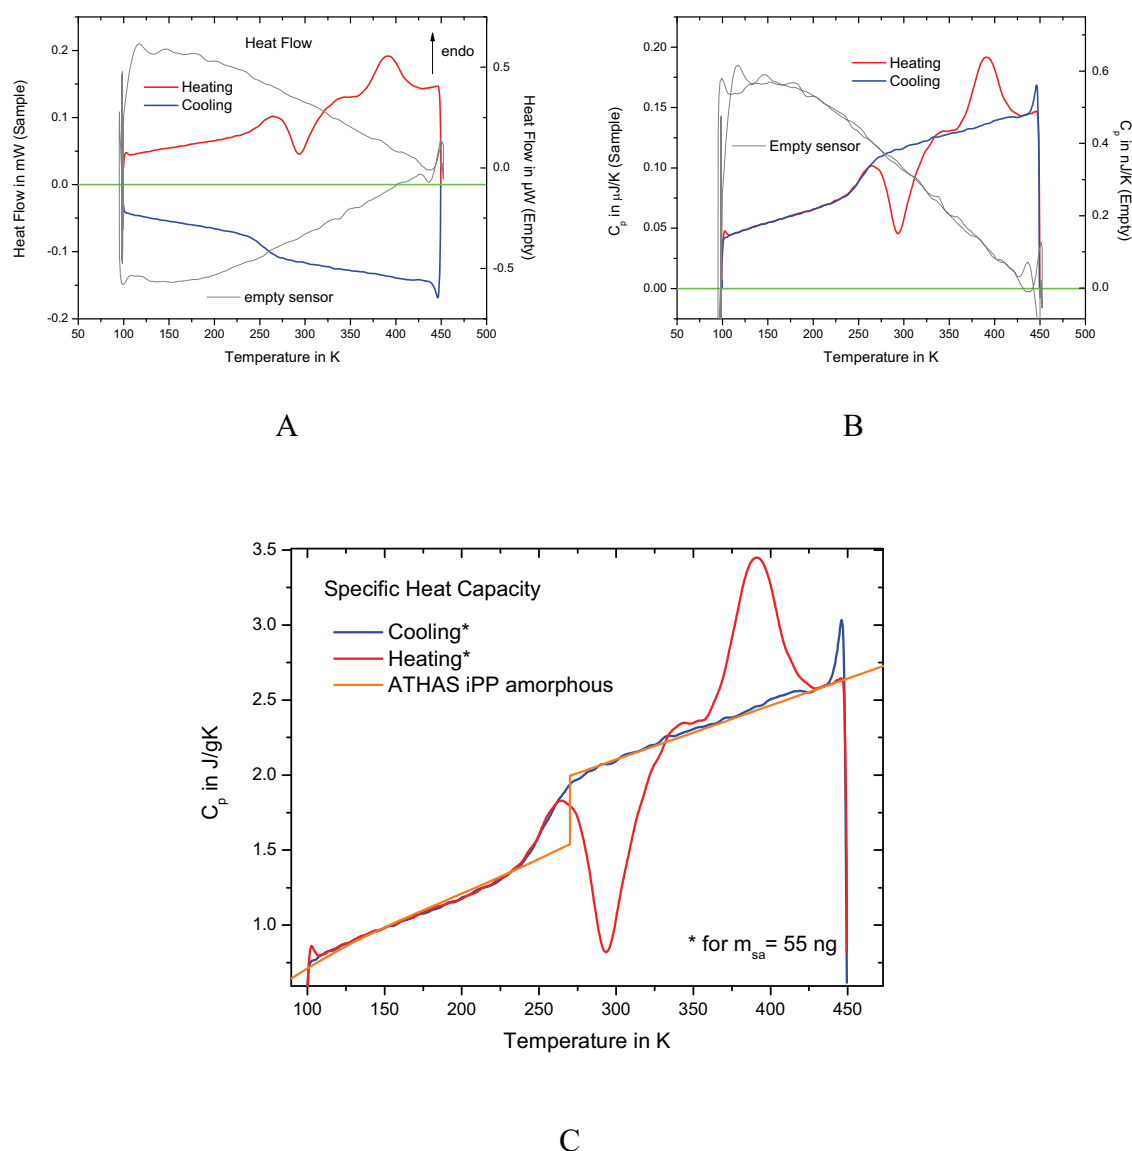 Heat Flow
endo
Heating
Cooling
empty sensor
0.2
0.1
0.0
-0.1
-0.2
0.5
0.0
-0.5
50 100 150 200 250 300 350 400 450 500
Temperature in K
Heat Flow in mW (Sample)
Heat Flow in µW (Empty)
A
Heating
Cooling
Empty sensor
0.20
0.15
0.10
0.05
0.00
0.6
0.4
0.2
0.0
50 100 150 200 250 300 350 400 450 500
Temperature in K
Cp in µJ/K (Sample)
Cp in nJ/K (Empty)
B
Specific Heat Capacity
Cooling*
Heating*
ATHAS iPP amorphous
* for msa= 55 ng
3.5
3.0
2.5
2.0
1.5
1.0
100 150 200 250 300 350 400 450
Temperature in K
Cp in J/gK
C